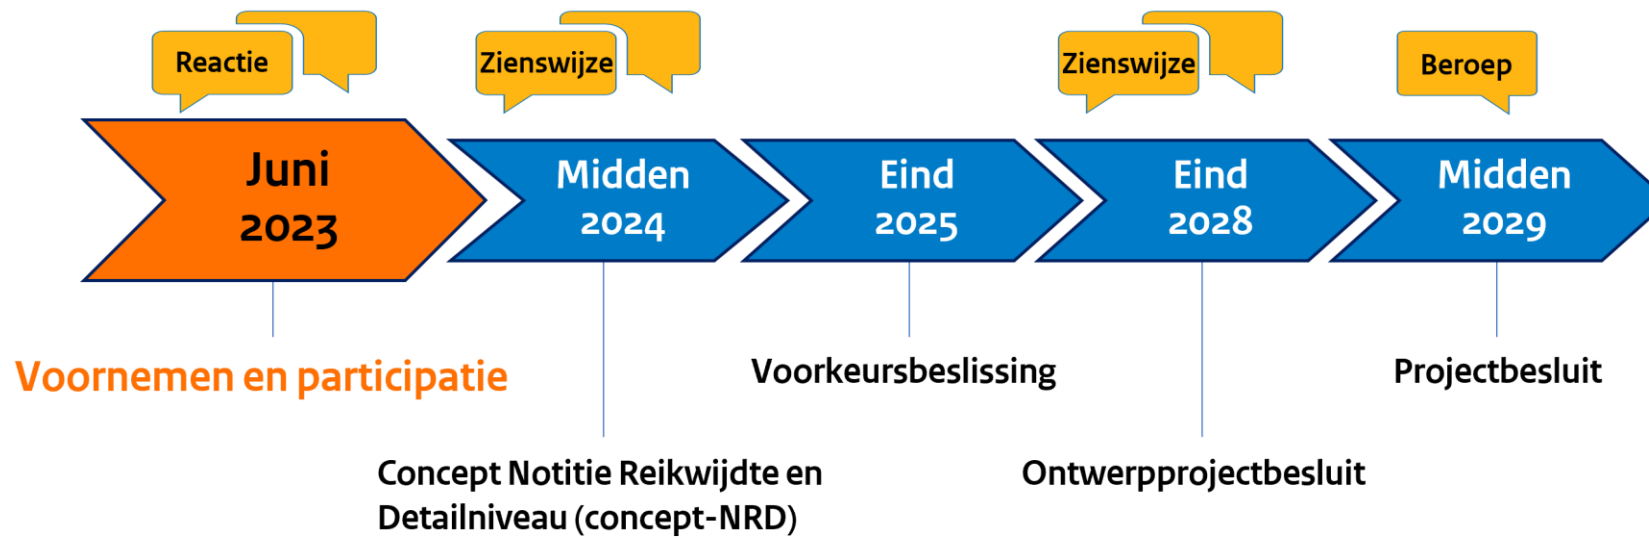 Reactie
Zienswijze
Zienswijze
Beroep
Juni
2023
Midden
2024
Eind
2025
Eind
2028
Midden
2029
Voornemen en participatie
Voorkeursbeslissing
Projectbesluit
Concept Notitie Reikwijdte en
Detailniveau (concept-NRD)
Ontwerpprojectbesluit